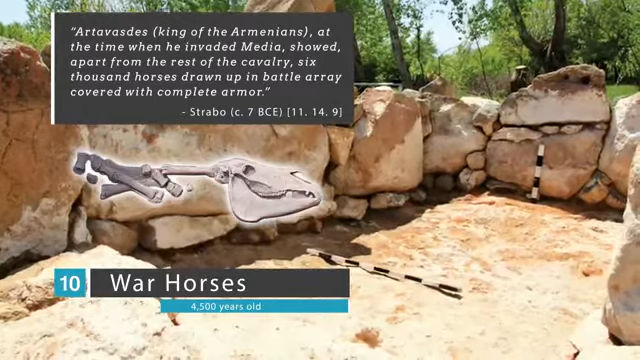 “Artavasdes (king of the Armenians), at
the time when he invaded Media, showed,
apart from the rest of the cavalry, six
thousand horses drawn up in battle array
covered with complete armor.”
- Strabo (c. 7 BCE) [11. 14. 9]
10 War Horses
4,500 years old